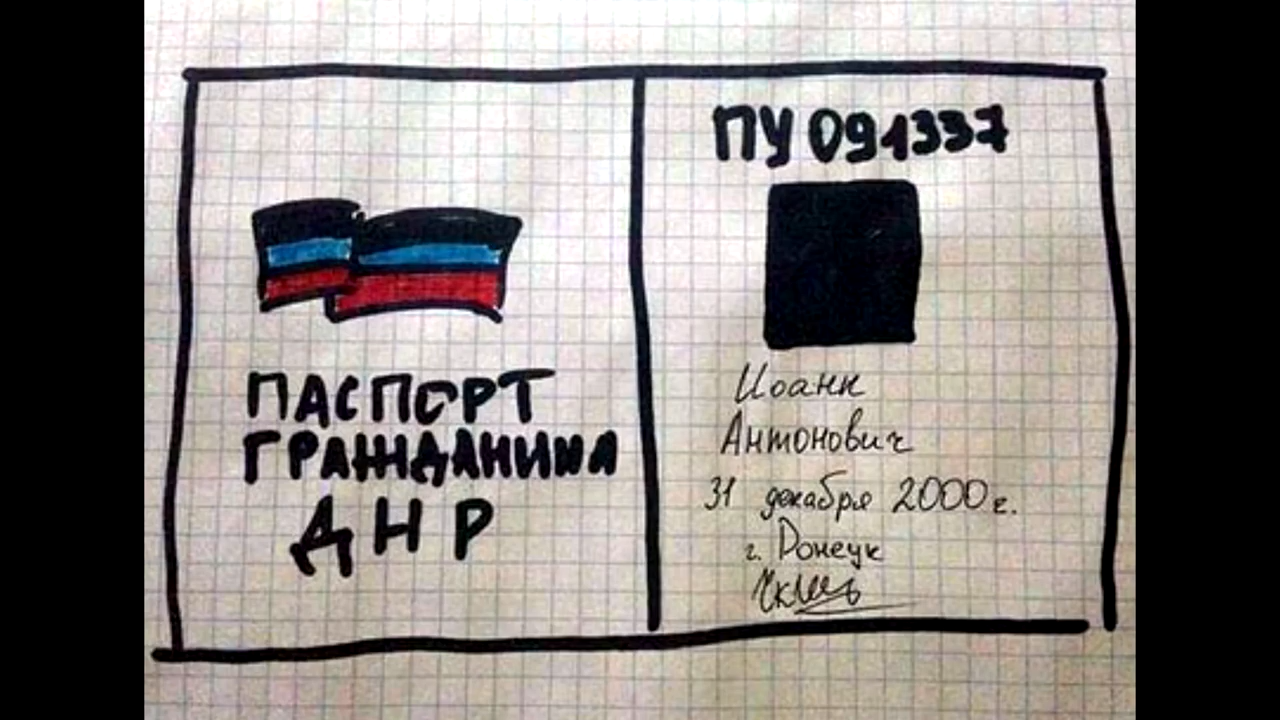 ПАСПОРТ
ГРАЖДАНИНА
ДНР
ПУ 091337
Иоанн
Антонович
31 декабря 2000 г.
г. Донецк